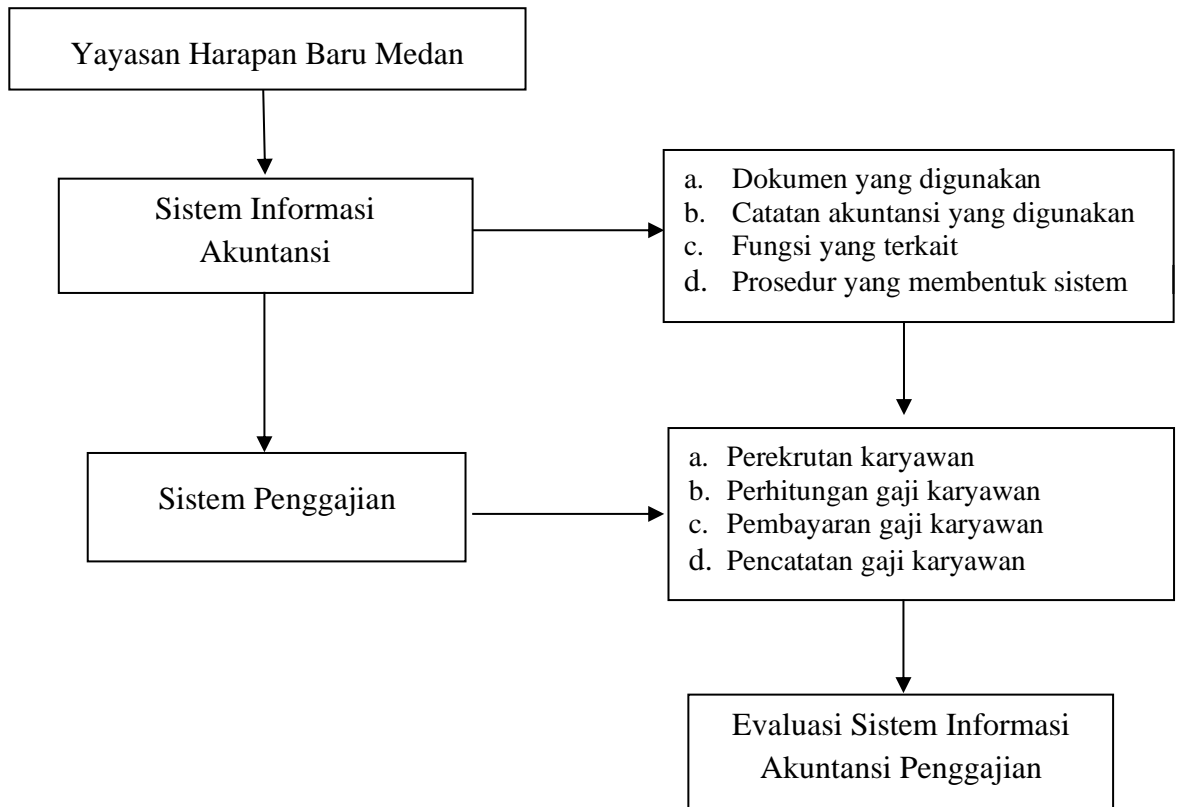 Yayasan Harapan Baru Medan
Sistem Informasi
Akuntansi
a. Dokumen yang digunakan
b. Catatan akuntansi yang digunakan
c. Fungsi yang terkait
d. Prosedur yang membentuk sistem
Sistem Penggajian
a. Perekrutan karyawan
b. Perhitungan gaji karyawan
c. Pembayaran gaji karyawan
d. Pencatatan gaji karyawan
Evaluasi Sistem Informasi
Akuntansi Penggajian